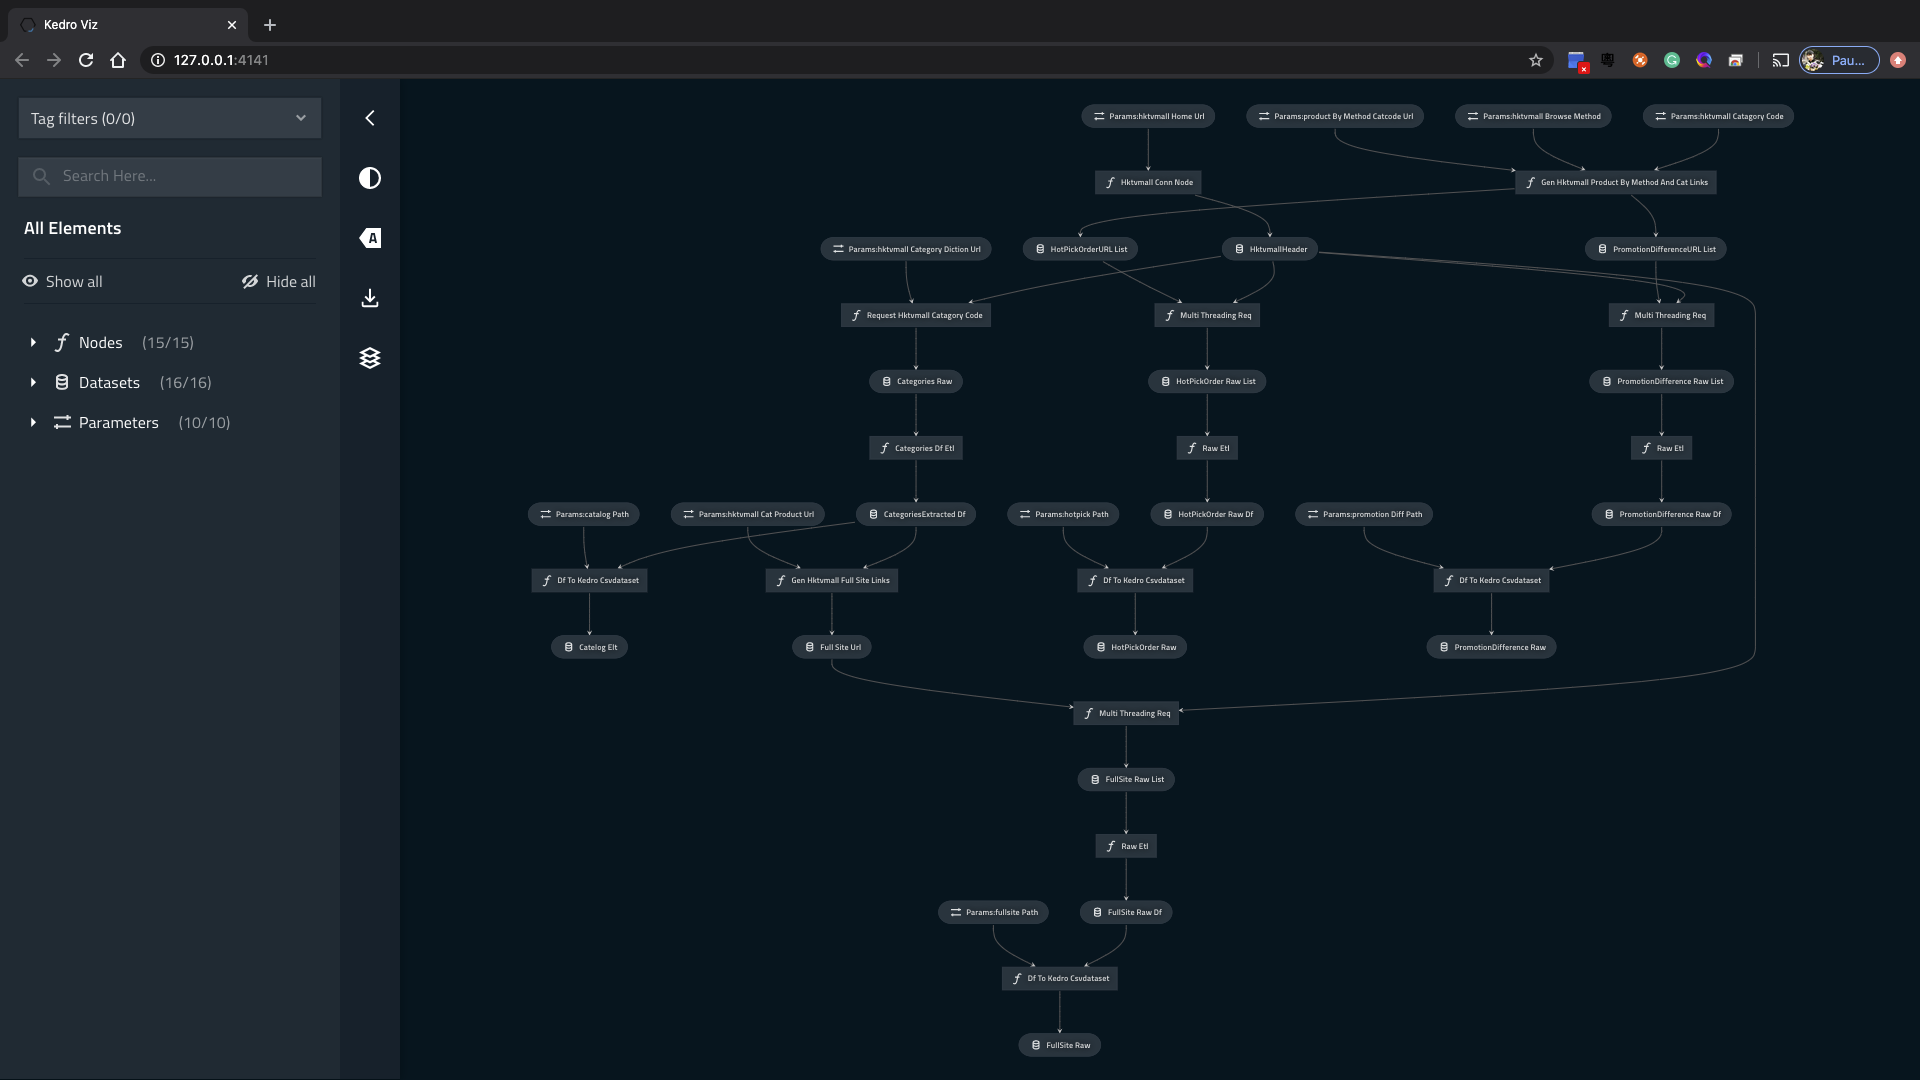 Kedro Viz
127.0.0.1:4141
Pau...
Tag filters (0/0)
Search Here...
All Elements
Show all
Hide all
Nodes (15/15)
Datasets (16/16)
Parameters (10/10)
A
Params:hktvmall Home Url
Params:product By Method Catcode Url
Params:hktvmall Browse Method
Params:hktvmall Catagory Code
Hktvmall Conn Node
Gen Hktvmall Product By Method And Cat Links
Params:hktvmall Category Diction Url
HotPickOrderURL List
HktvmallHeader
PromotionDifferenceURL List
Request Hktvmall Catagory Code
Multi Threading Req
Multi Threading Req
Categories Raw
HotPickOrder Raw List
PromotionDifference Raw List
Categories Df Etl
Raw Etl
Raw Etl
Params:catalog Path
Params:hktvmall Cat Product Url
CategoriesExtracted Df
Params:hotpick Path
HotPickOrder Raw Df
Params:promotion Diff Path
PromotionDifference Raw Df
Df To Kedro Csvdataset
Gen Hktvmall Full Site Links
Df To Kedro Csvdataset
Df To Kedro Csvdataset
Catelog Elt
Full Site Url
HotPickOrder Raw
PromotionDifference Raw
Multi Threading Req
FullSite Raw List
Raw Etl
Params:fullsite Path
FullSite Raw Df
Df To Kedro Csvdataset
FullSite Raw